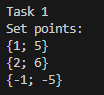 Task 1
Set points:
{1; 5}
{2; 6}
{-1; -5}